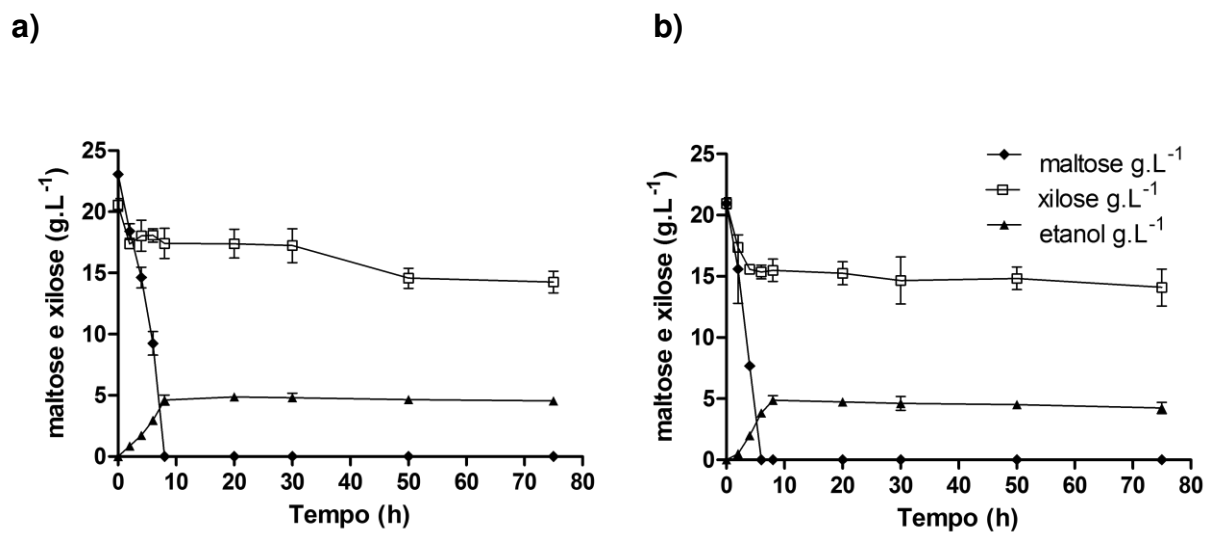 a)
maltose e xilose (g.L⁻¹)
25
20
15
10
5
0
0 10 20 30 40 50 60 70 80
Tempo (h)
b)
maltose e xilose (g.L⁻¹)
25
20
15
10
5
0
0 10 20 30 40 50 60 70 80
Tempo (h)
maltose g.L⁻¹
xilose g.L⁻¹
etanol g.L⁻¹